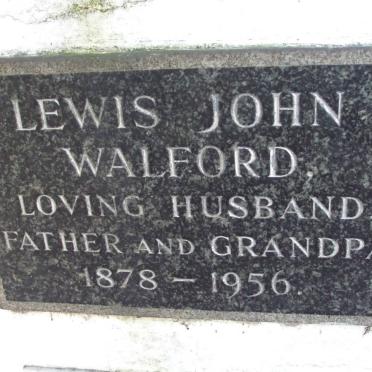 LEWIS JOHN
WALFORD.
LOVING HUSBAND,
FATHER AND GRANDPA
1878 – 1956.